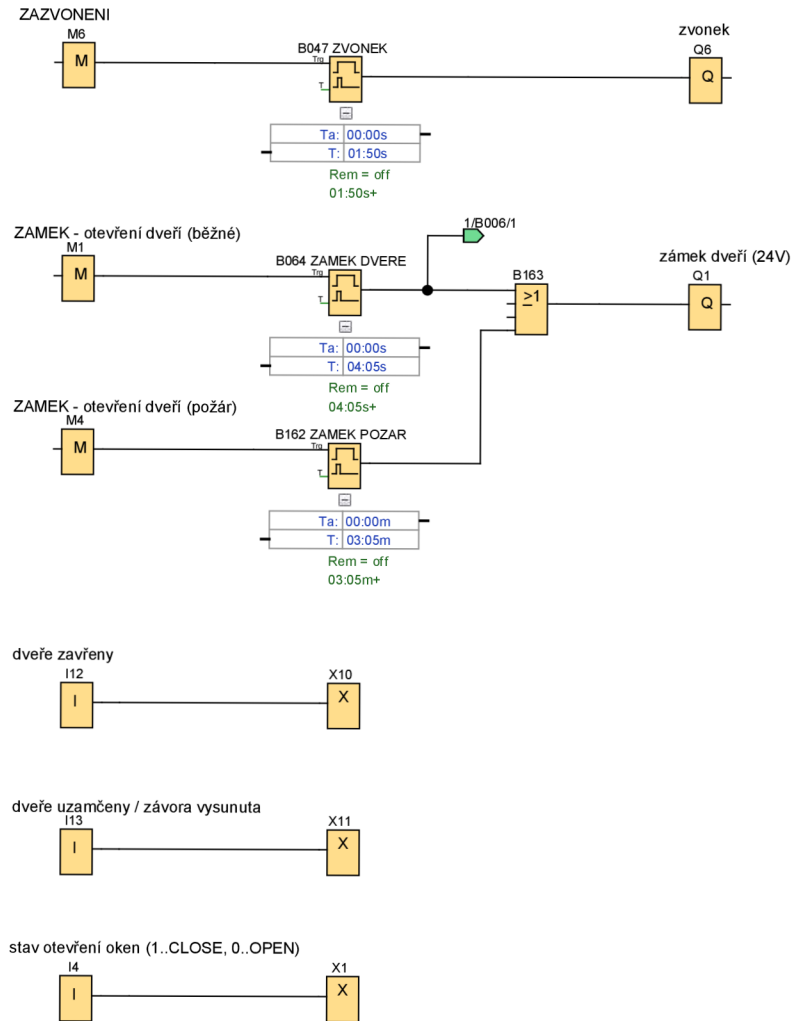 ZAZVONENI
M6
M
B047 ZVONEK
Trg
T
zvonek
Q6
Q
Ta: 00:00s
T: 01:50s
Rem = off
01:50s+
ZAMEK - otevření dveří (běžné)
M1
M
B064 ZAMEK DVERE
Trg
T
1/B006/1
B163
≥1
zámek dveří (24V)
Q1
Q
Ta: 00:00s
T: 04:05s
Rem = off
04:05s+
ZAMEK - otevření dveří (požár)
M4
M
B162 ZAMEK POZAR
Trg
T
Ta: 00:00m
T: 03:05m
Rem = off
03:05m+
dveře zavřeny
I12
I
X10
X
dveře uzamčeny / závora vysunuta
I13
I
X11
X
stav otevření oken (1..CLOSE, 0..OPEN)
I4
I
X1
X